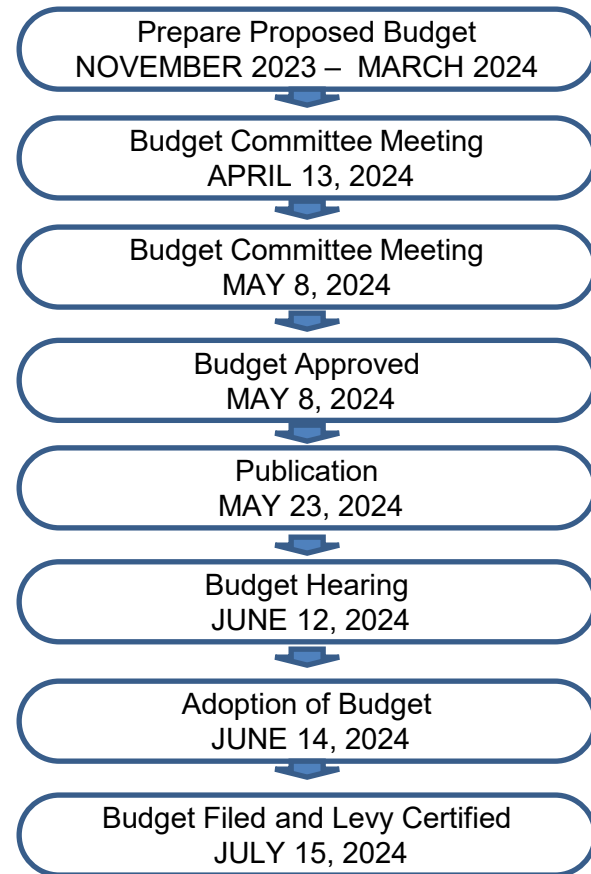 Prepare Proposed Budget
NOVEMBER 2023 – MARCH 2024
Budget Committee Meeting
APRIL 13, 2024
Budget Committee Meeting
MAY 8, 2024
Budget Approved
MAY 8, 2024
Publication
MAY 23, 2024
Budget Hearing
JUNE 12, 2024
Adoption of Budget
JUNE 14, 2024
Budget Filed and Levy Certified
JULY 15, 2024